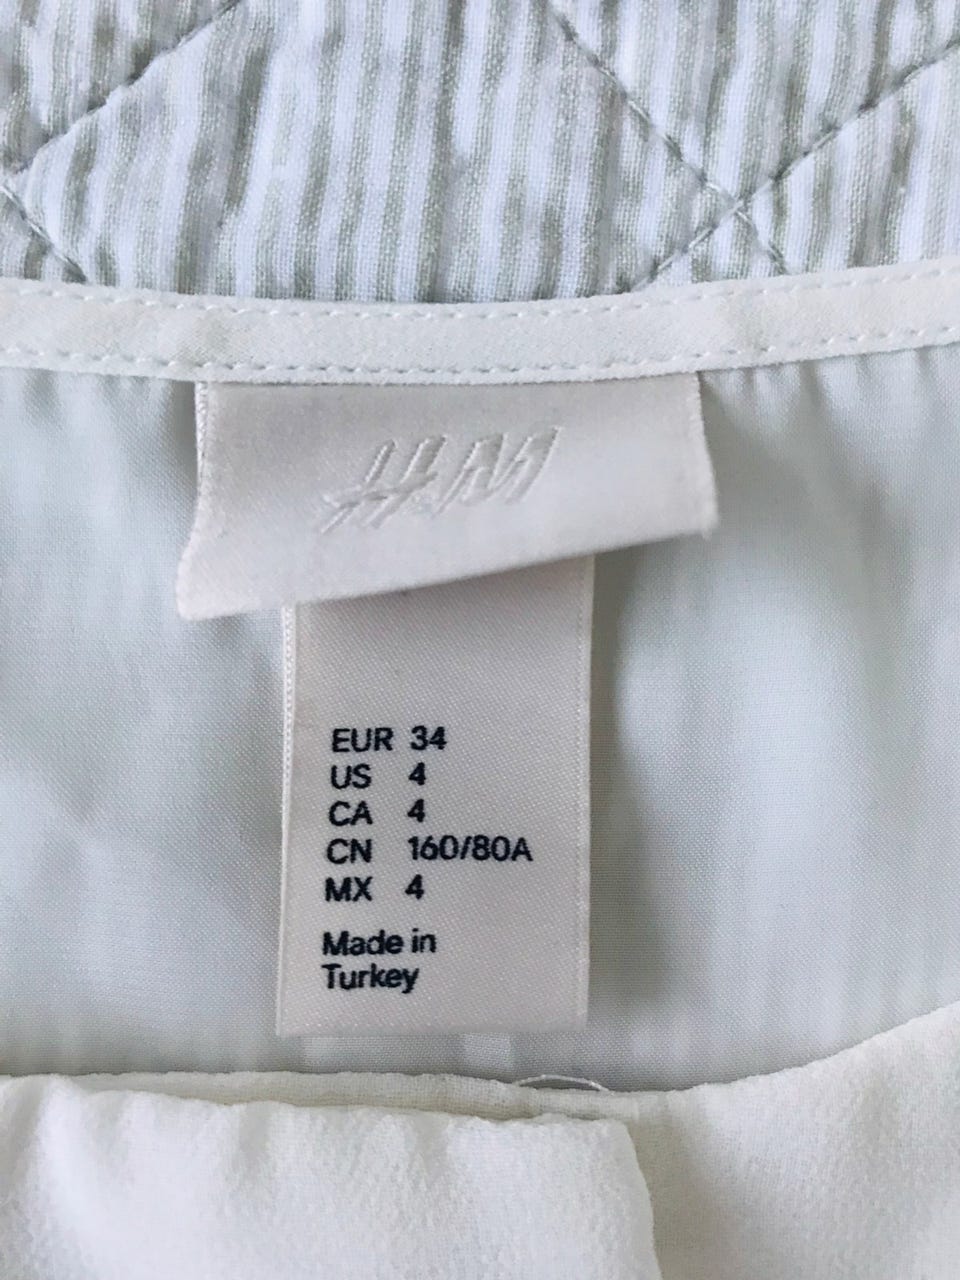 H&M
EUR 34
US 4
CA 4
CN 160/80A
MX 4
Made in
Turkey